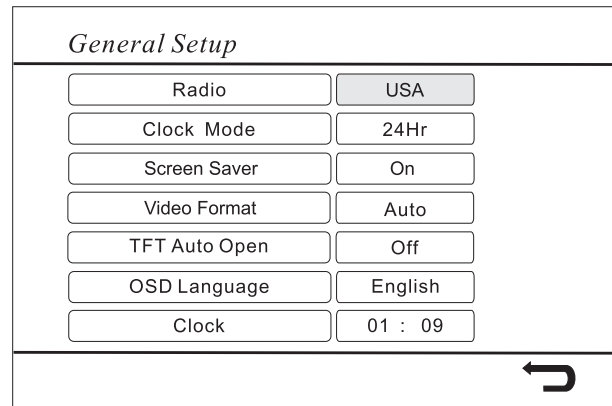 General Setup
Radio USA
Clock Mode 24Hr
Screen Saver On
Video Format Auto
TFT Auto Open Off
OSD Language English
Clock 01 : 09